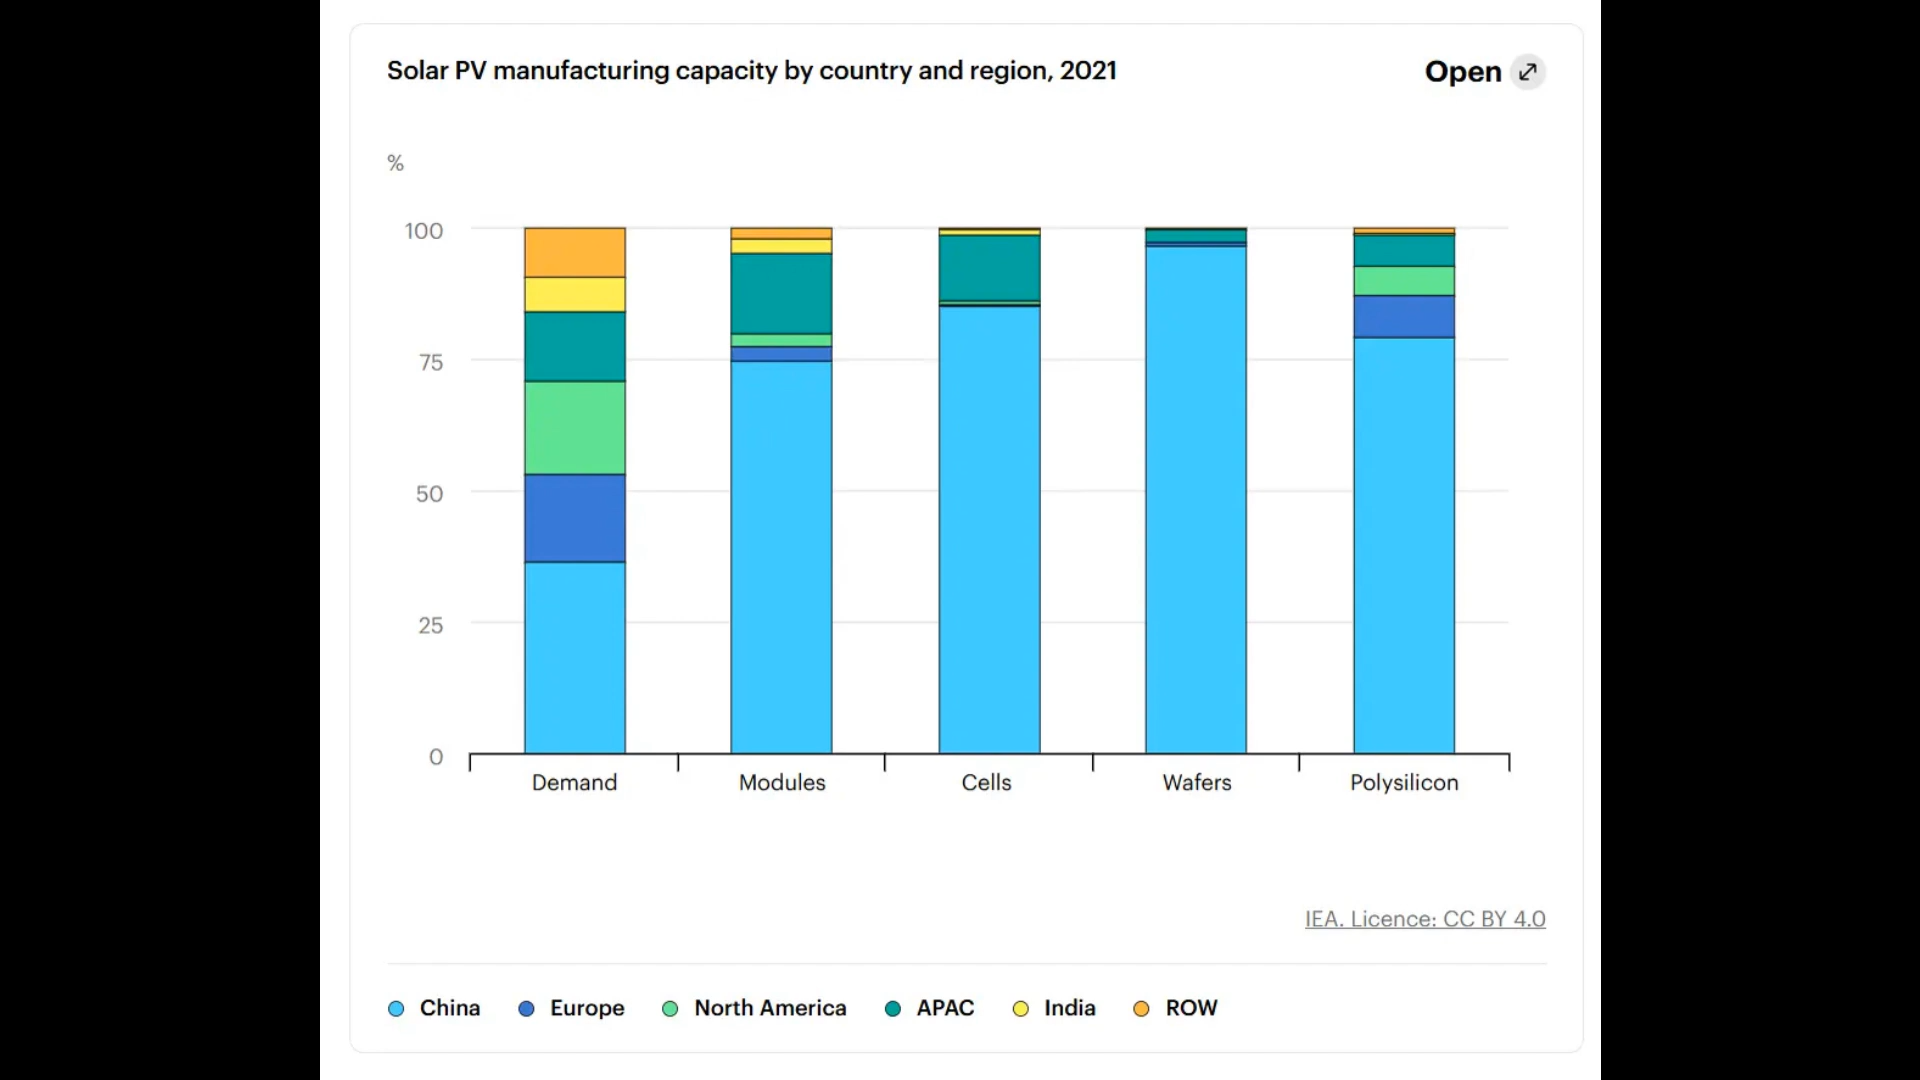 Solar PV manufacturing capacity by country and region, 2021
Open
%
100
75
50
25
0
Demand Modules Cells Wafers Polysilicon
IEA. Licence: CC BY 4.0
China Europe North America APAC India ROW